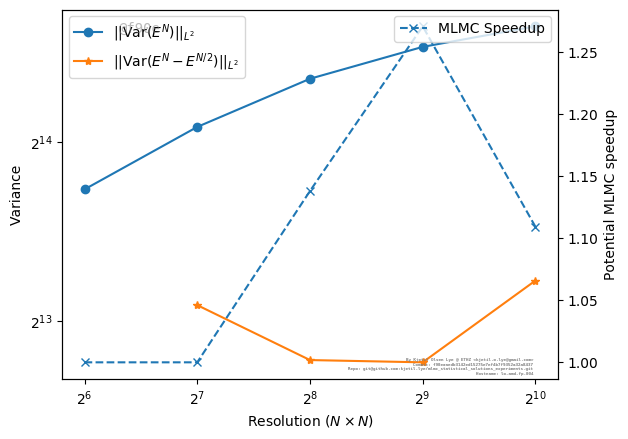 ||Var(E^N)||_{L^2}
||Var(E^N − E^{N/2})||_{L^2}
MLMC Speedup
Variance
2^14
2^13
Potential MLMC speedup
1.25
1.20
1.15
1.10
1.05
1.00
2^6
2^7
2^8
2^9
2^10
Resolution (N × N)